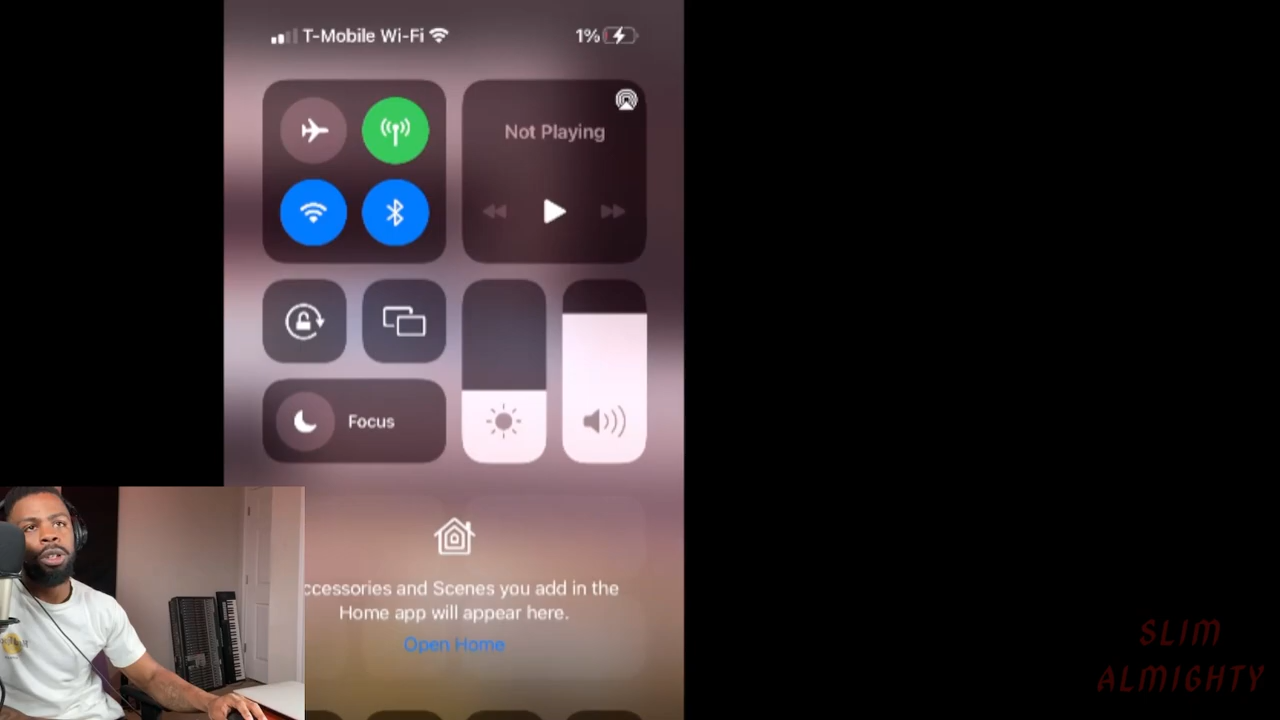 T-Mobile Wi-Fi 1%
Not Playing
Focus
ccessories and Scenes you add in the
Home app will appear here.
Open Home
SLIM
ALMIGHTY